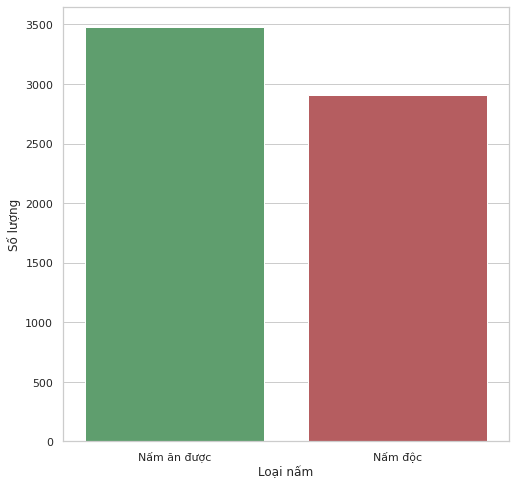 3500
3000
2500
2000
1500
1000
500
0
Số lượng
Nấm ăn được
Nấm độc
Loại nấm